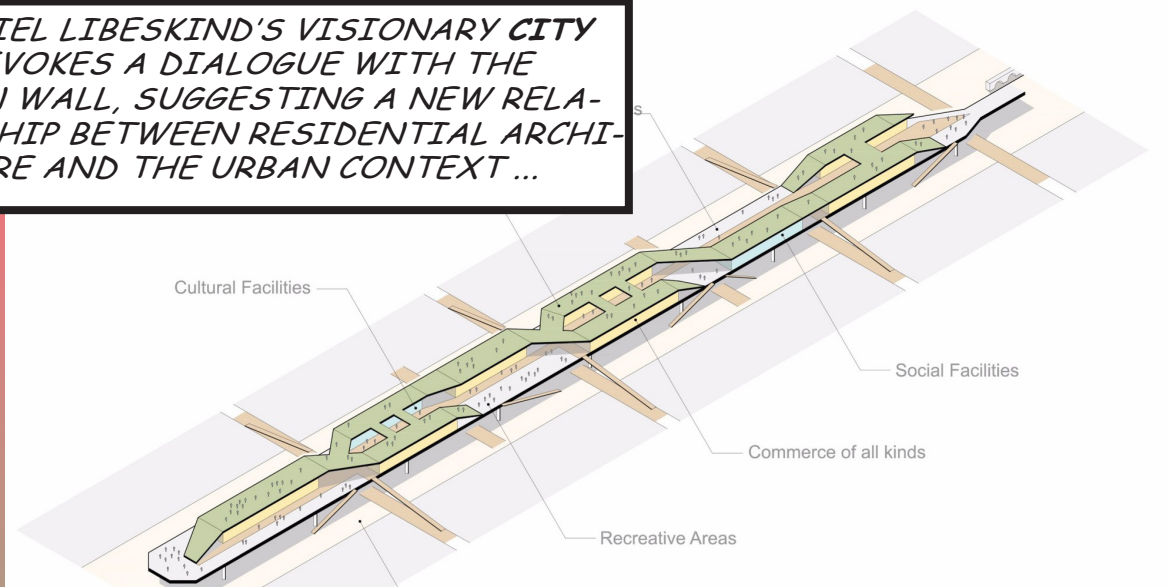 IEL LIBESKIND'S VISIONARY CITY
VOKES A DIALOGUE WITH THE
N WALL, SUGGESTING A NEW RELA-
HIP BETWEEN RESIDENTIAL ARCHI-
RE AND THE URBAN CONTEXT ...
s
Cultural Facilities
Social Facilities
Commerce of all kinds
Recreative Areas